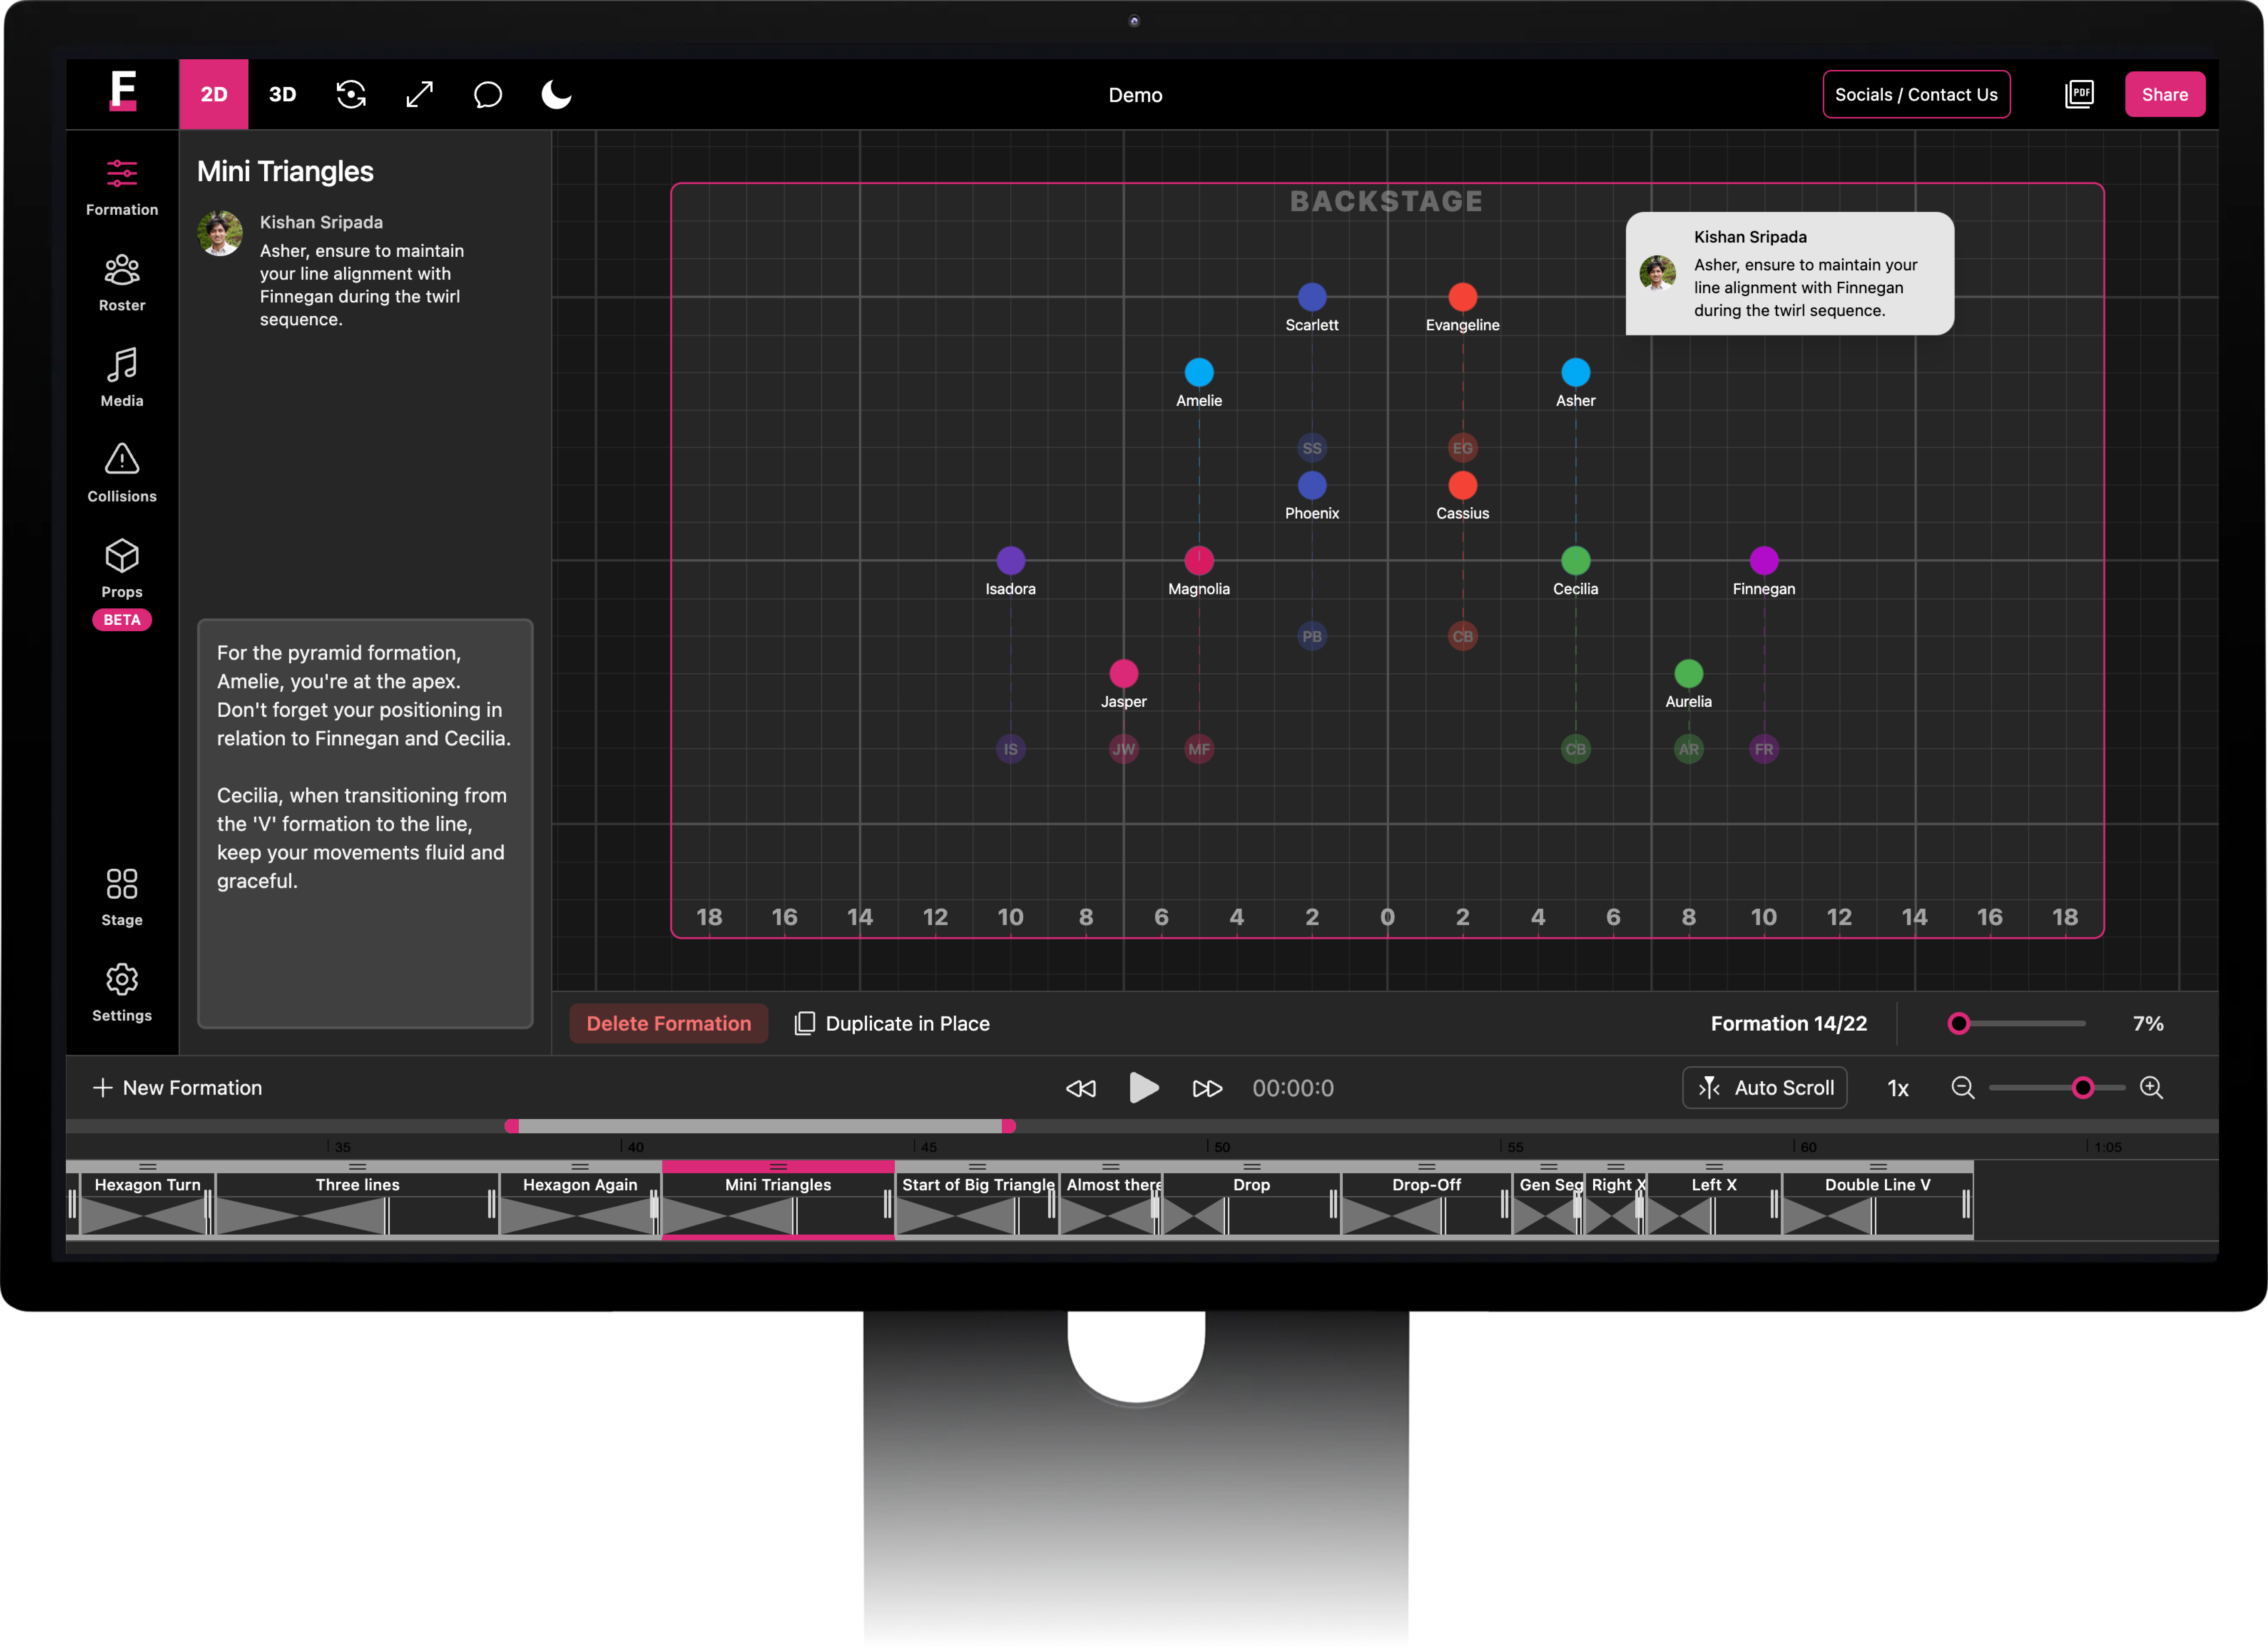 F
2D
3D
Demo
Socials / Contact Us
PDF
Share
Formation
Roster
Media
Collisions
Props
BETA
Stage
Settings
Mini Triangles
Kishan Sripada
Asher, ensure to maintain
your line alignment with
Finnegan during the twirl
sequence.
For the pyramid formation,
Amelie, you're at the apex.
Don't forget your positioning in
relation to Finnegan and Cecilia.
Cecilia, when transitioning from
the 'V' formation to the line,
keep your movements fluid and
graceful.
BACKSTAGE
Kishan Sripada
Asher, ensure to maintain your
line alignment with Finnegan
during the twirl sequence.
Scarlett Evangeline
Amelie Asher
SS EG
Phoenix Cassius
Isadora Magnolia Cecilia Finnegan
PB CB
Jasper Aurelia
IS JW MF CB AR FR
18 16 14 12 10 8 6 4 2 0 2 4 6 8 10 12 14 16 18
Delete Formation
Duplicate in Place
Formation 14/22
7%
New Formation
00:00:0
Auto Scroll
1x
35 40 45 50 55 60 1:05
Hexagon Turn
Three lines
Hexagon Again
Mini Triangles
Start of Big Triangle
Almost there
Drop
Drop-Off
Gen Seg
Right X
Left X
Double Line V